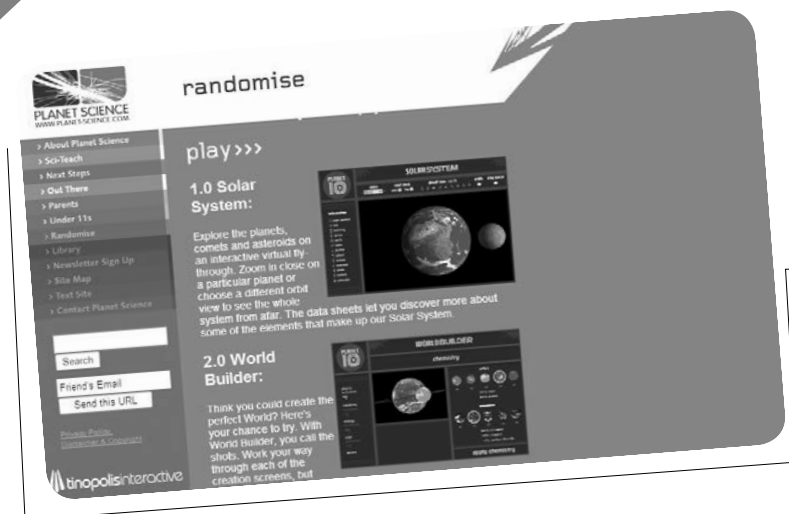 PLANET SCIENCE
WWW.PLANET-SCIENCE.COM
randomise
> About Planet Science
> Sci-Teach
> Next Steps
> Out There
> Parents
> Under 11s
> Randomise
> Library
> Newsletter Sign Up
> Site Map
> Text Site
> Contact Planet Science
Search
Friend's Email
Send this URL
Privacy Policy,
Disclaimer & Copyright
tinopolisinteractive
play>>>
1.0 Solar
System:
Explore the planets,
comets and asteroids on
an interactive virtual fly-
through. Zoom in close on
a particular planet or
choose a different orbit
view to see the whole
system from afar. The data sheets let you discover more about
some of the elements that make up our Solar System.
PLANET
10
SOLARSYSTEM
2.0 World
Builder:
Think you could create the
perfect World? Here's
your chance to try. With
World Builder, you call the
shots. Work your way
through each of the
creation screens, but
PLANET
10
WORLDBUILDER
chemistry